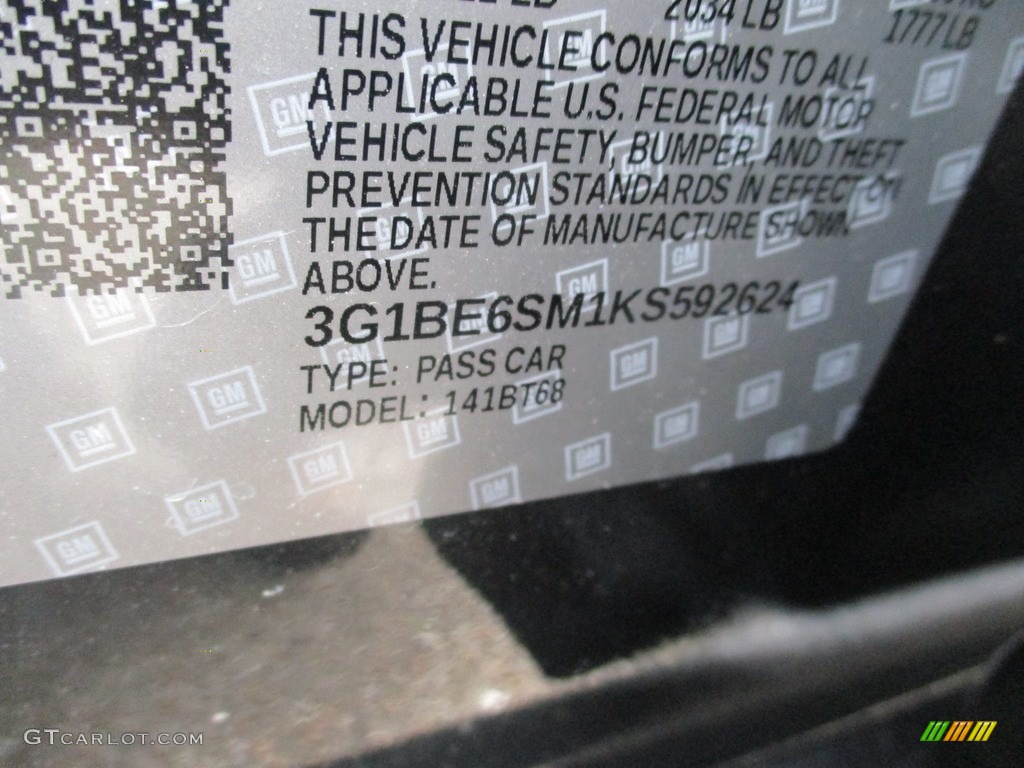 2034 LB
1777 LB
THIS VEHICLE CONFORMS TO ALL
APPLICABLE U.S. FEDERAL MOTOR
VEHICLE SAFETY, BUMPER, AND THEFT
PREVENTION STANDARDS IN EFFECT ON
THE DATE OF MANUFACTURE SHOWN
ABOVE.
3G1BE6SM1KS592624
TYPE: PASS CAR
MODEL: 141BT68
GM
GTCARLOT.COM